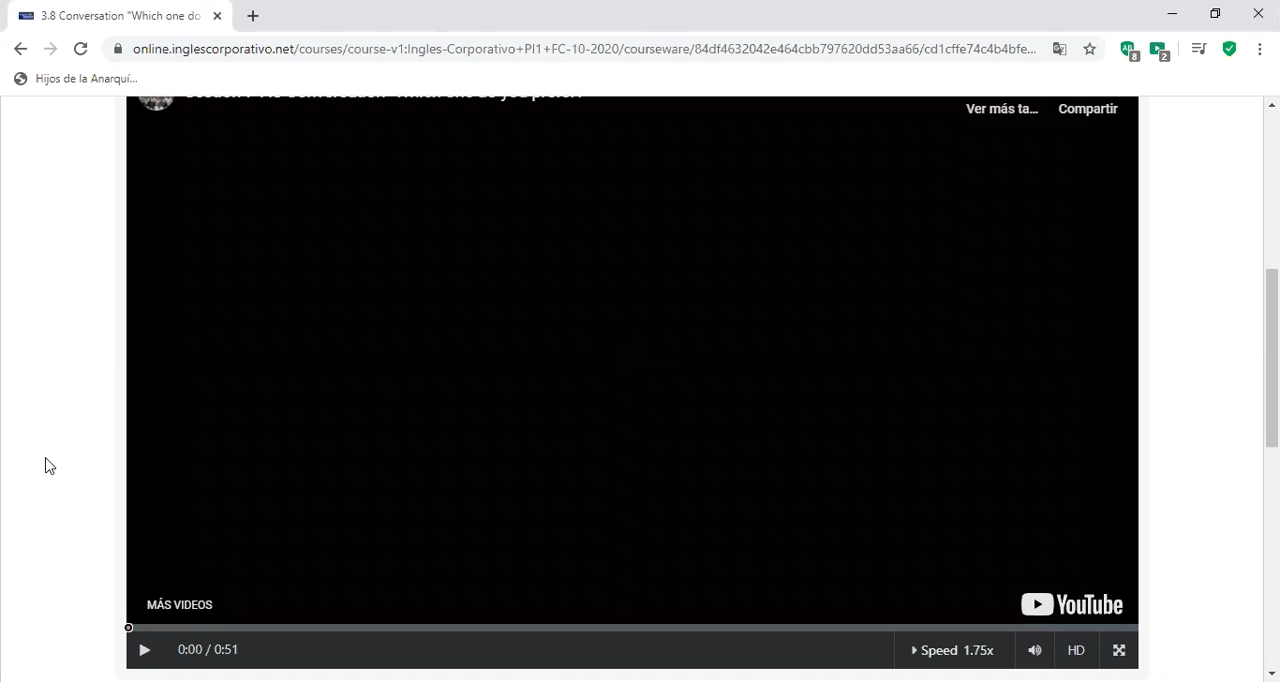 3.8 Conversation "Which one do
online.inglescorporativo.net/courses/course-v1:Ingles-Corporativo+PI1+FC-10-2020/courseware/84df4632042e464cbb797620dd53aa66/cd1cffe74c4b4bfe...
8
2
Hijos de la Anarquí...
Ver más ta...
Compartir
MÁS VIDEOS
YouTube
0:00 / 0:51
Speed 1.75x
HD